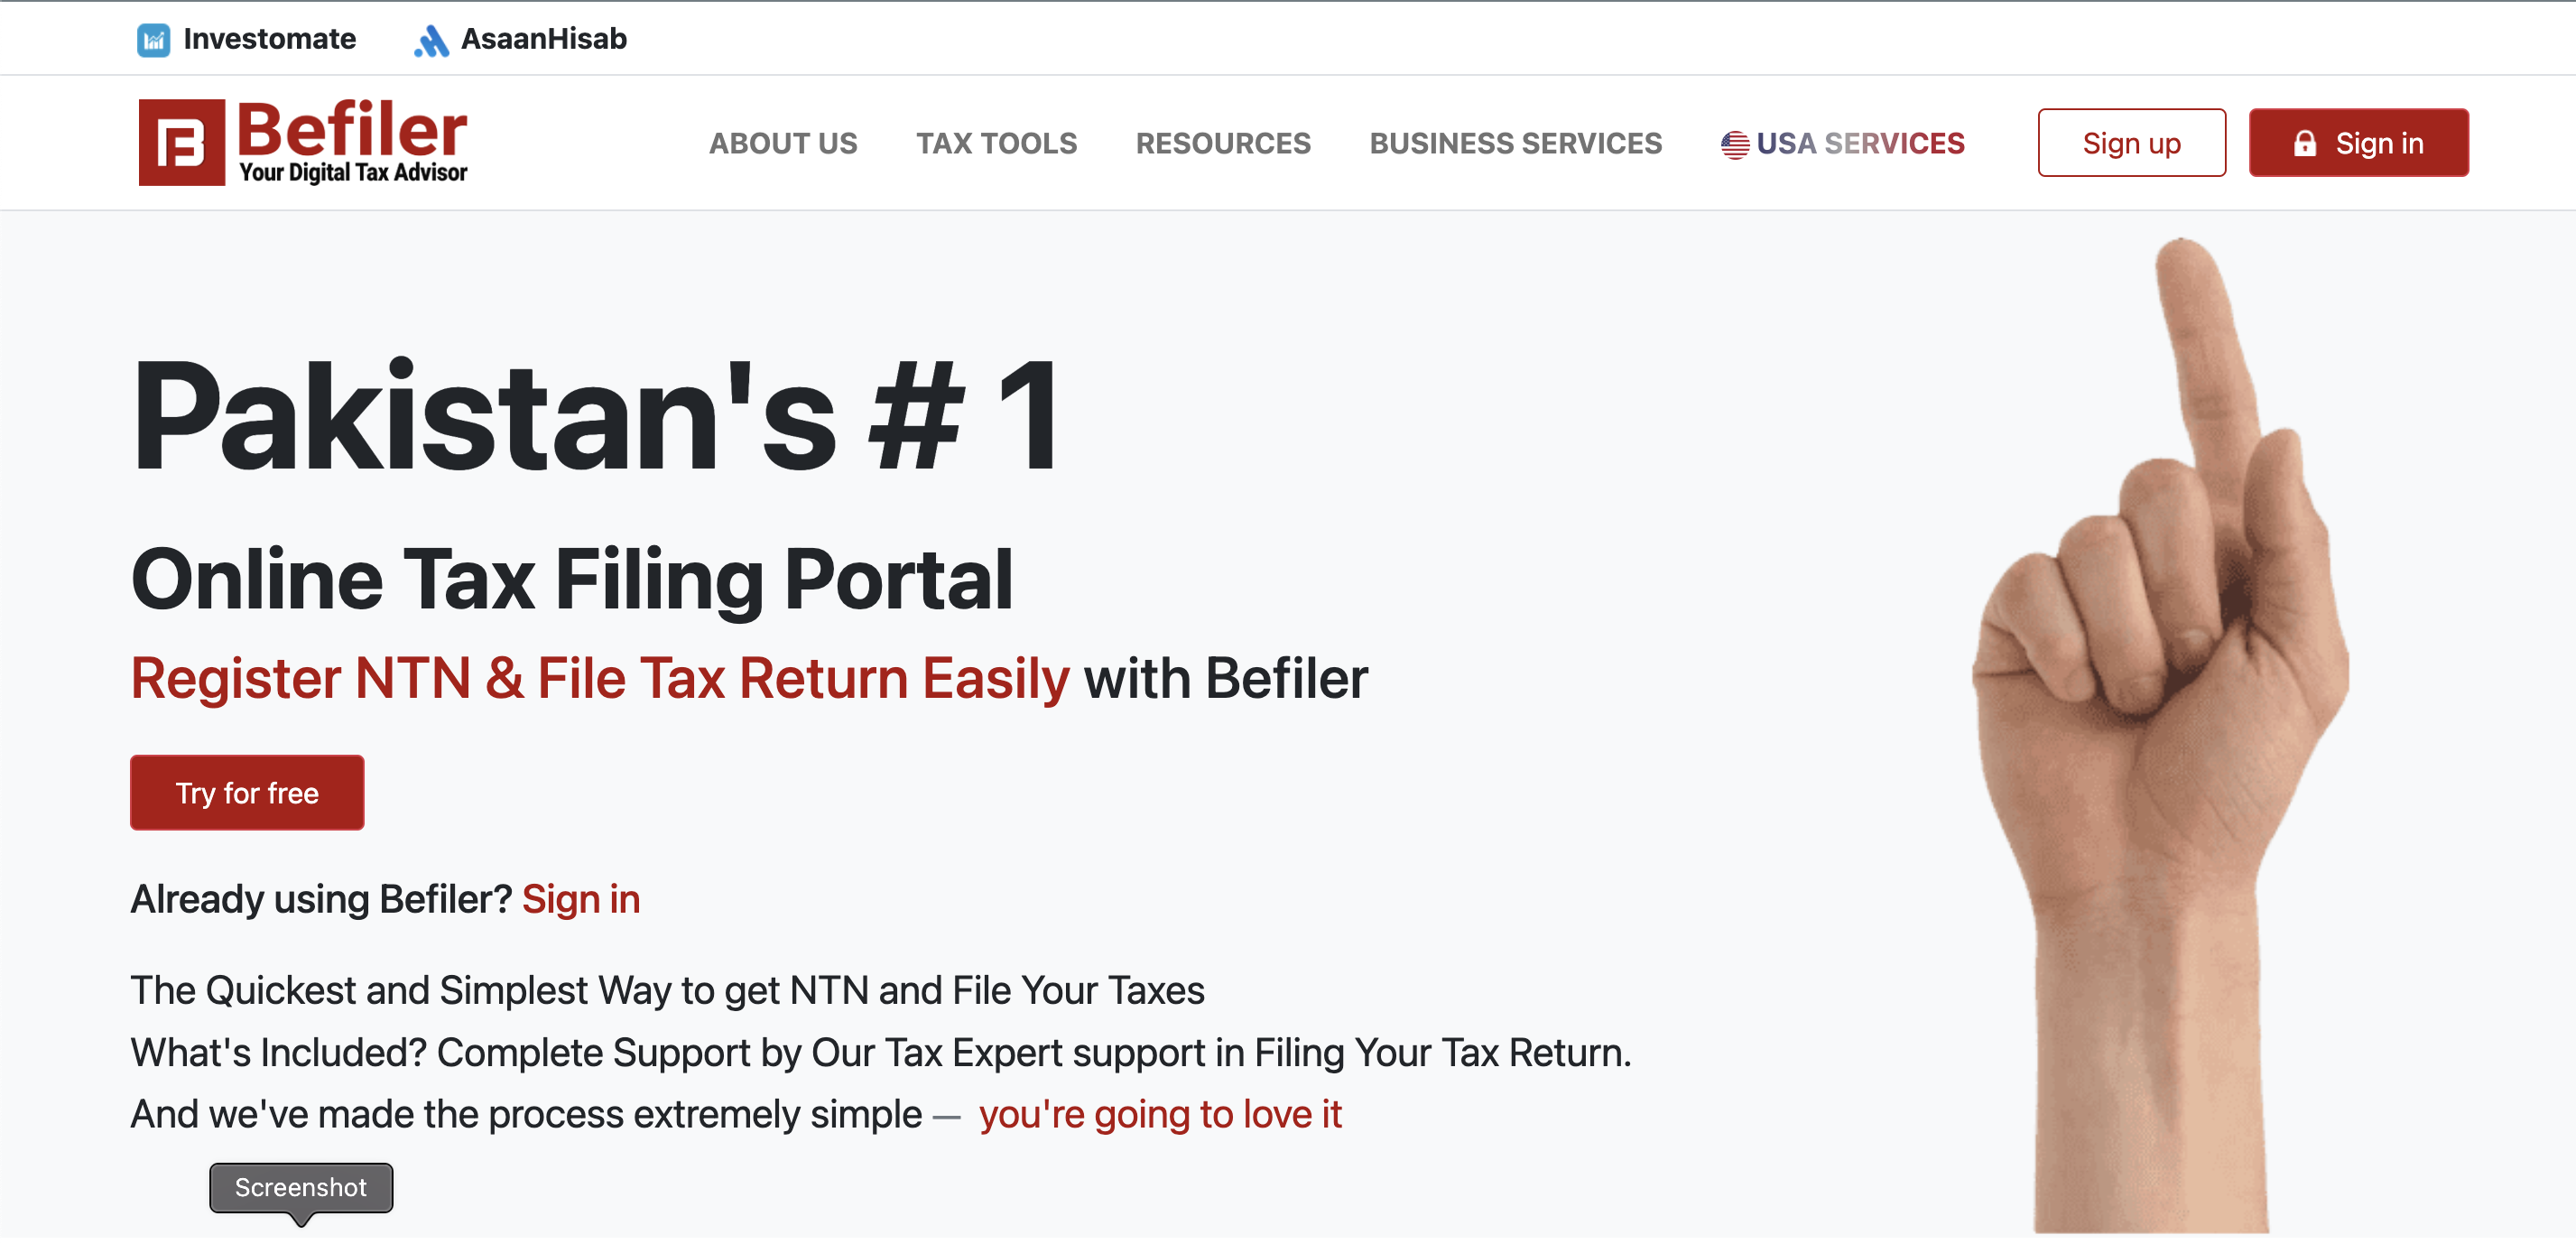 Investomate AsaanHisab
Befiler
Your Digital Tax Advisor
ABOUT US TAX TOOLS RESOURCES BUSINESS SERVICES USA SERVICES Sign up Sign in
Pakistan's # 1
Online Tax Filing Portal
Register NTN & File Tax Return Easily with Befiler
Try for free
Already using Befiler? Sign in
The Quickest and Simplest Way to get NTN and File Your Taxes
What's Included? Complete Support by Our Tax Expert support in Filing Your Tax Return.
And we've made the process extremely simple — you're going to love it
Screenshot